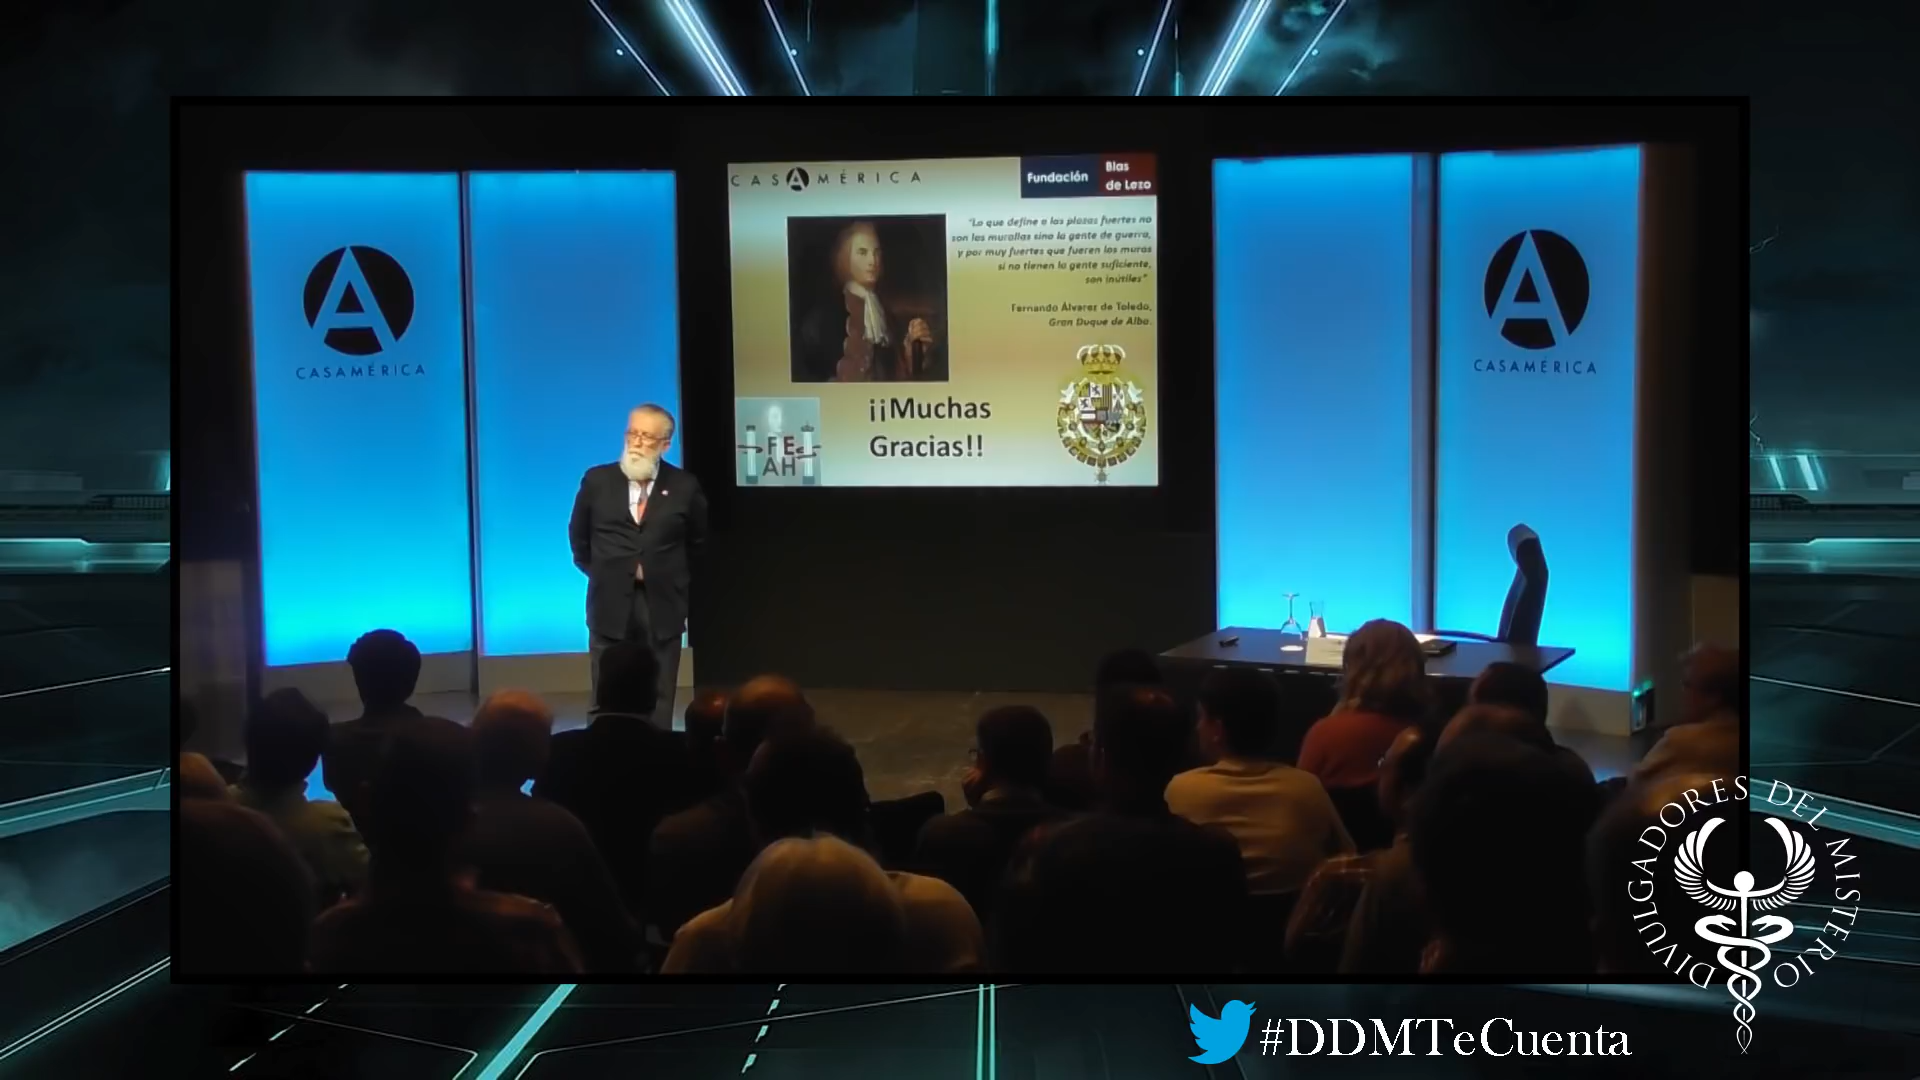 CASAMÉRICA
Fundación
Blas
de Lezo
"Lo que define a las plazas fuertes no
son las murallas sino la gente de guerra,
y por muy fuertes que fueren los muros
si no tienen la gente suficiente,
son inútiles"
Fernando Álvarez de Toledo,
Gran Duque de Alba.
¡¡Muchas
Gracias!!
FE
AH
A
CASAMÉRICA
A
CASAMÉRICA
DIVULGADORES DEL MISTERIO
#DDMTeCuenta